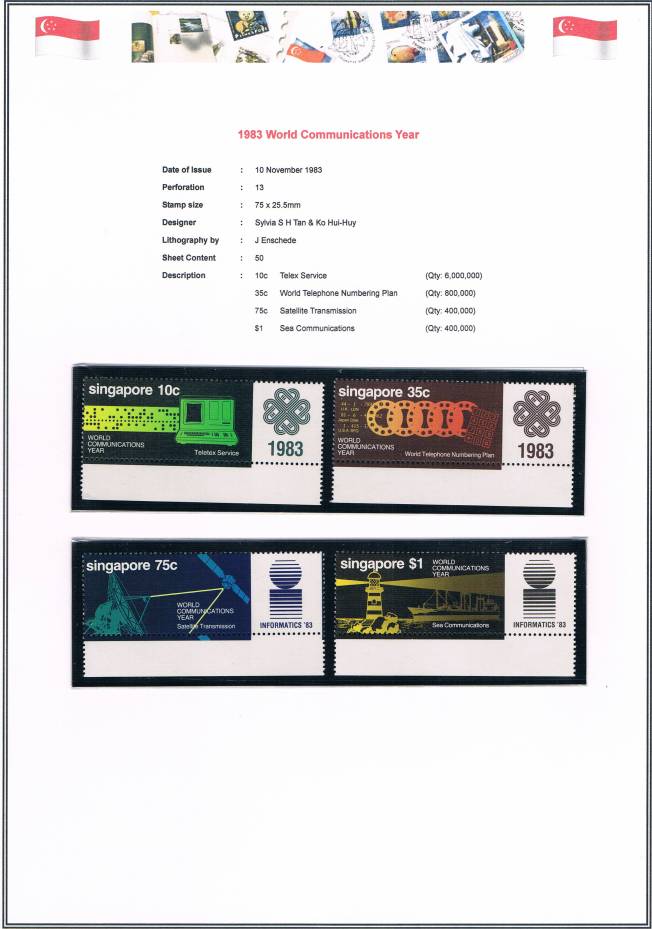 1983 World Communications Year
Date of Issue : 10 November 1983
Perforation : 13
Stamp size : 75 x 25.5mm
Designer : Sylvia S H Tan & Ko Hui-Huy
Lithography by : J Enschede
Sheet Content : 50
Description : 10c Telex Service (Qty: 6,000,000)
35c World Telephone Numbering Plan (Qty: 800,000)
75c Satellite Transmission (Qty: 400,000)
$1 Sea Communications (Qty: 400,000)
singapore 10c
WORLD
COMMUNICATIONS
YEAR
Teletex Service
1983
singapore 35c
WORLD
COMMUNICATIONS
YEAR
World Telephone Numbering Plan
1983
singapore 75c
WORLD
COMMUNICATIONS
YEAR
Satellite Transmission
INFORMATICS '83
singapore $1
WORLD
COMMUNICATIONS
YEAR
Sea Communications
INFORMATICS '83